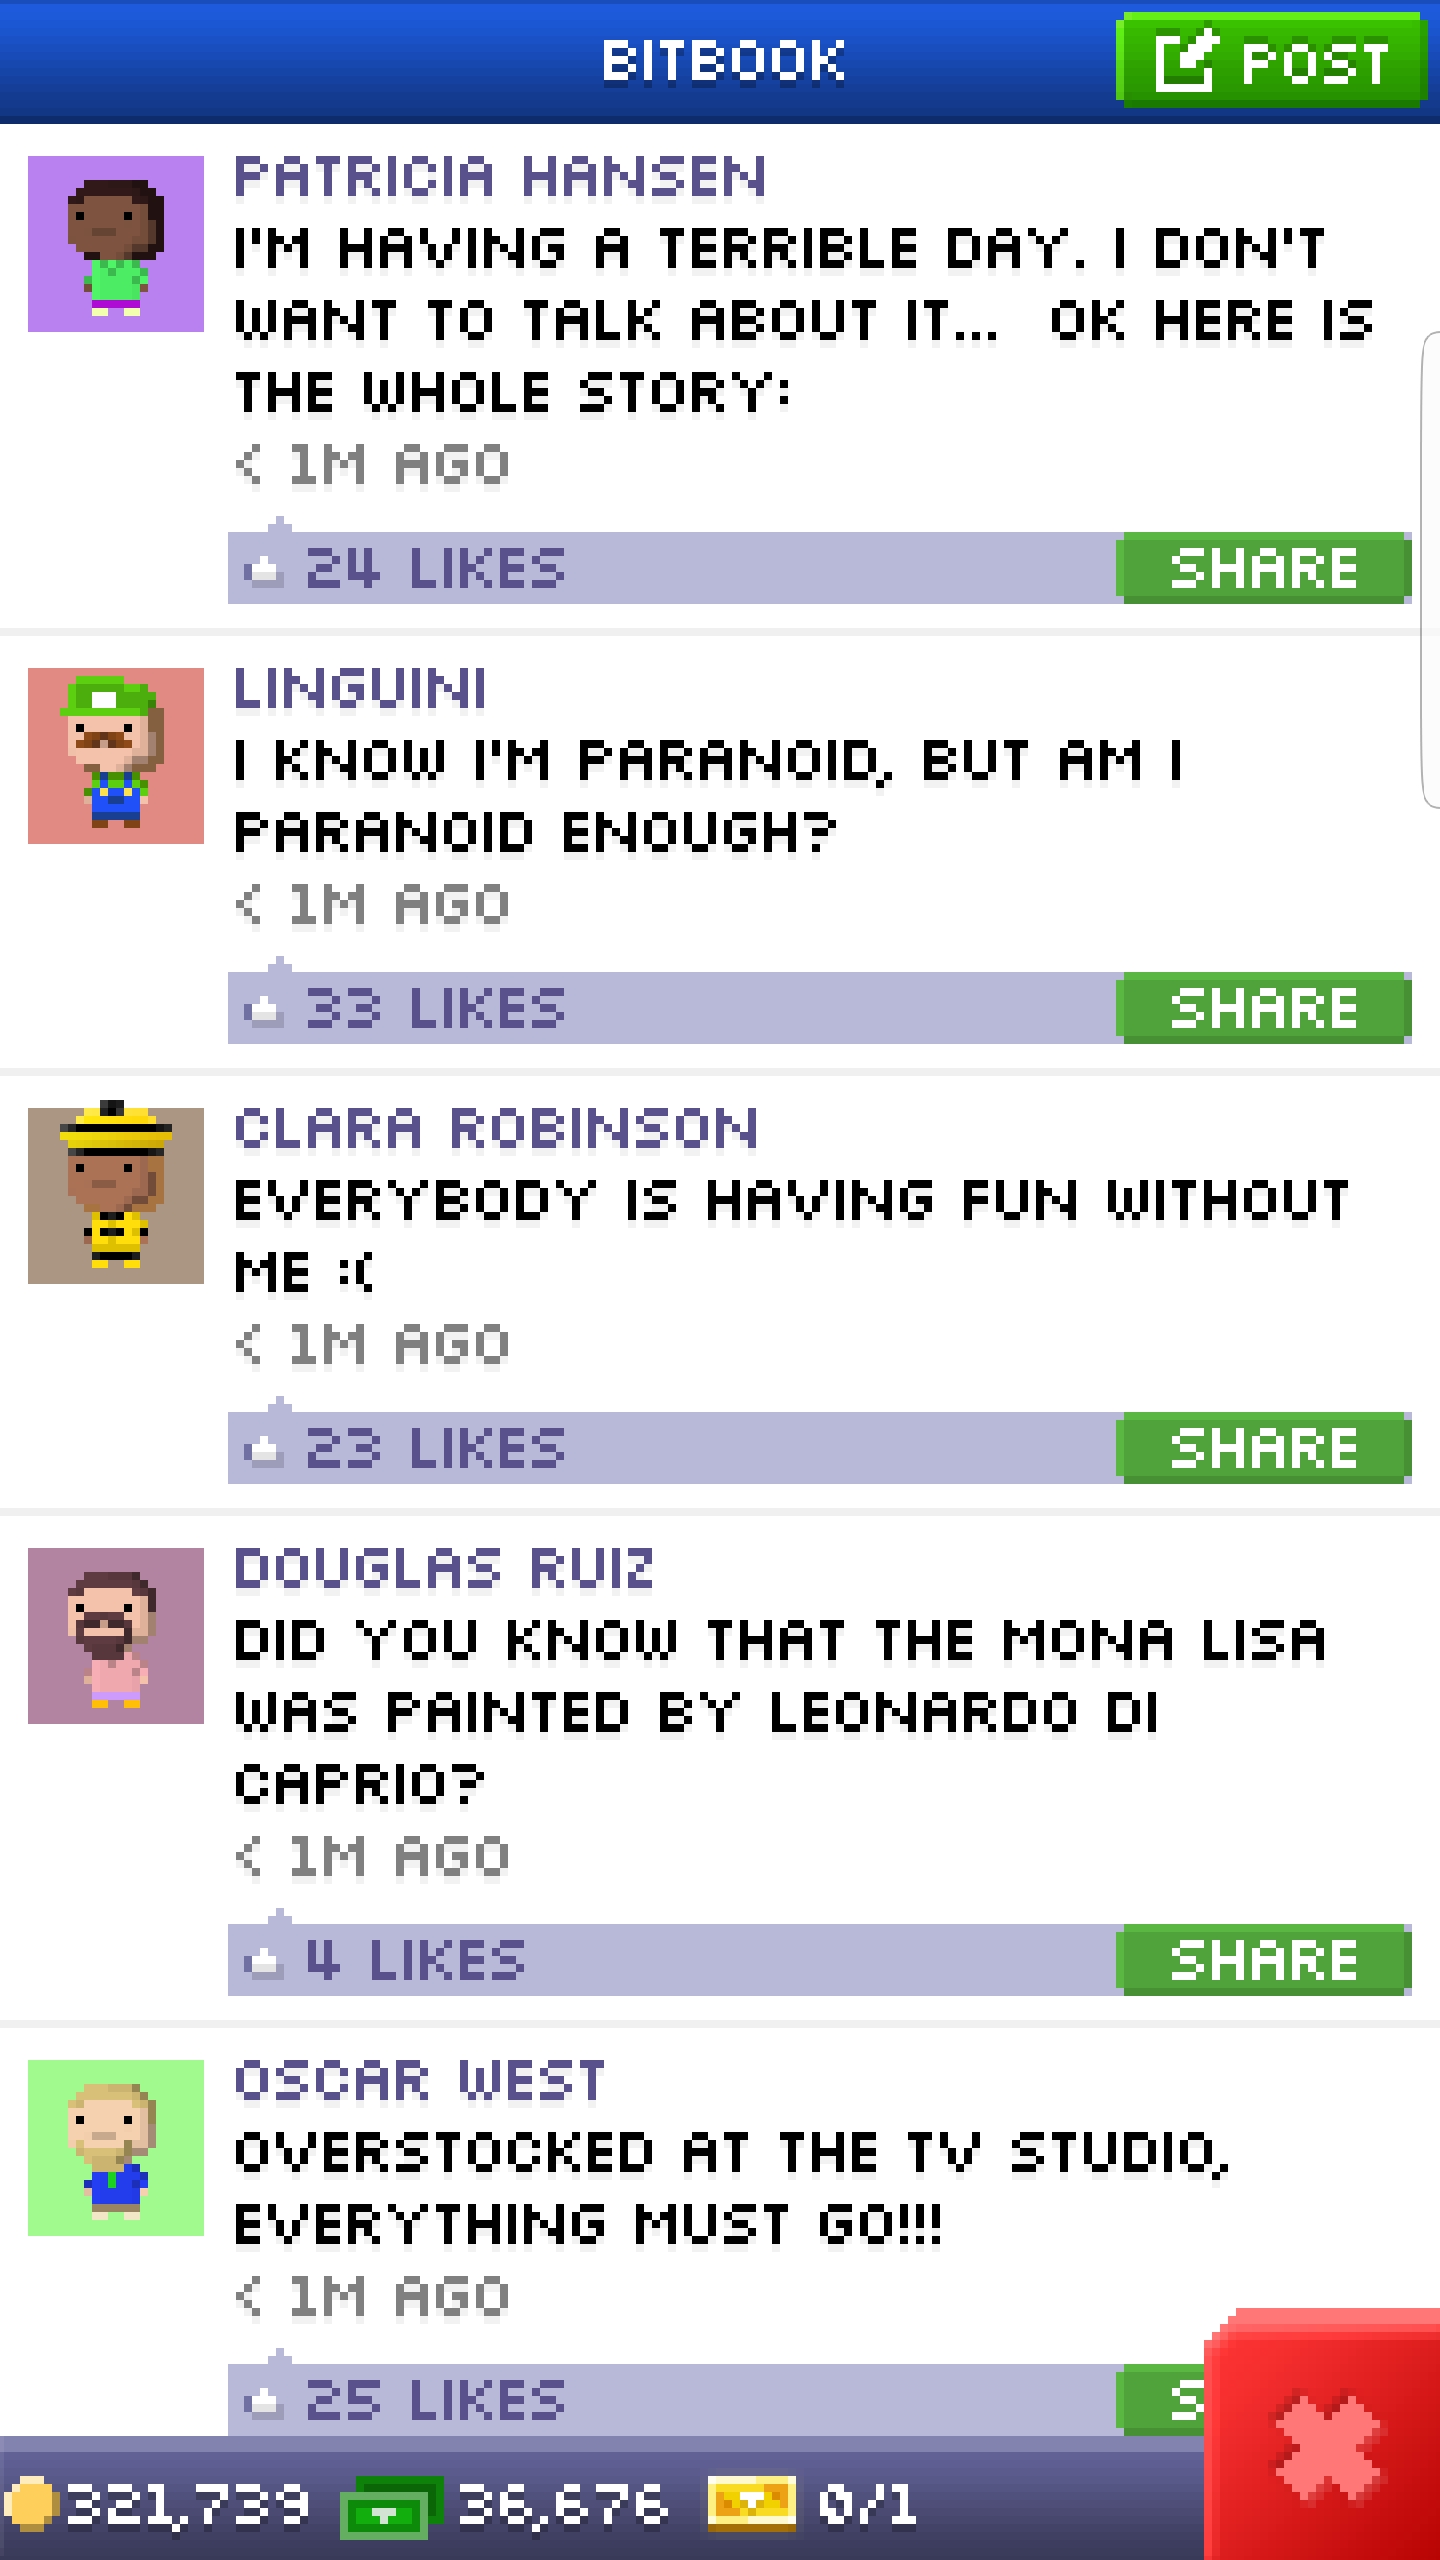 BITBOOK
POST
PATRICIA HANSEN
I'M HAVING A TERRIBLE DAY. I DON'T
WANT TO TALK ABOUT IT...  OK HERE IS
THE WHOLE STORY:
< 1M AGO
24 LIKES
SHARE
LINGUINI
I KNOW I'M PARANOID, BUT AM I
PARANOID ENOUGH?
< 1M AGO
33 LIKES
SHARE
CLARA ROBINSON
EVERYBODY IS HAVING FUN WITHOUT
ME :(
< 1M AGO
23 LIKES
SHARE
DOUGLAS RUIZ
DID YOU KNOW THAT THE MONA LISA
WAS PAINTED BY LEONARDO DI
CAPRIO?
< 1M AGO
4 LIKES
SHARE
OSCAR WEST
OVERSTOCKED AT THE TV STUDIO,
EVERYTHING MUST GO!!!
< 1M AGO
25 LIKES
S
321,739
36,676
0/1